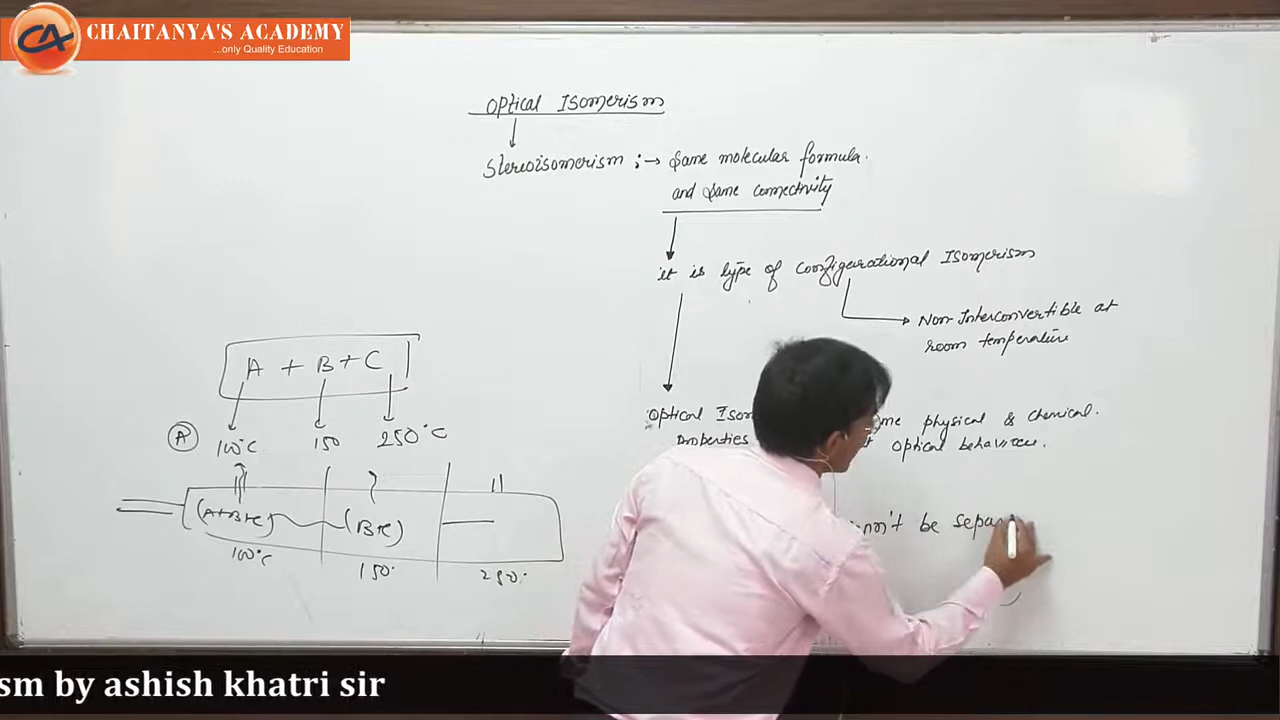 CHAITANYA'S ACADEMY
...only Quality Education
Optical Isomerism
Stereoisomerism :→ Same molecular formula.
and Same connectivity
it is type of configurational Isomerism
Non-Interconvertible at
room temperature
Optical
physical & chemical.
properties
Optical behaviour.
be
A + B + C
A
100°C
150
250°C
(A+B+C)
(B+C)
100°C
150°
250°
sm by ashish khatri sir